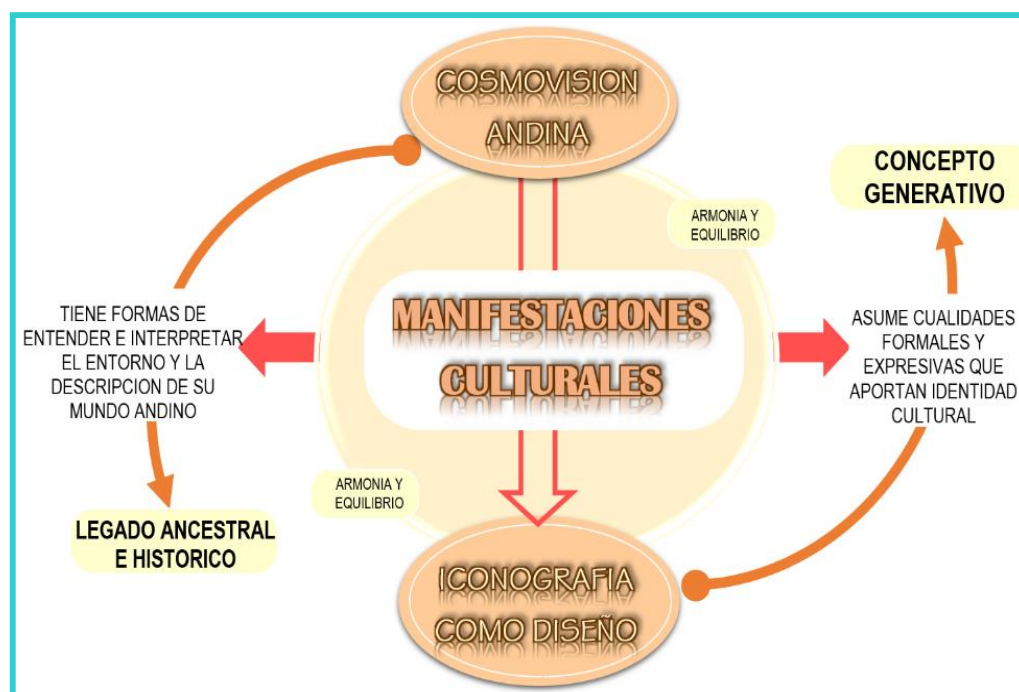 COSMOVISION
ANDINA
CONCEPTO
GENERATIVO
ARMONIA Y
EQUILIBRIO
TIENE FORMAS DE
ENTENDER E INTERPRETAR
EL ENTORNO Y LA
DESCRIPCION DE SU
MUNDO ANDINO
MANIFESTACIONES
CULTURALES
ASUME CUALIDADES
FORMALES Y
EXPRESIVAS QUE
APORTAN IDENTIDAD
CULTURAL
ARMONIA Y
EQUILIBRIO
LEGADO ANCESTRAL
E HISTORICO
ICONOGRAFIA
COMO DISEÑO